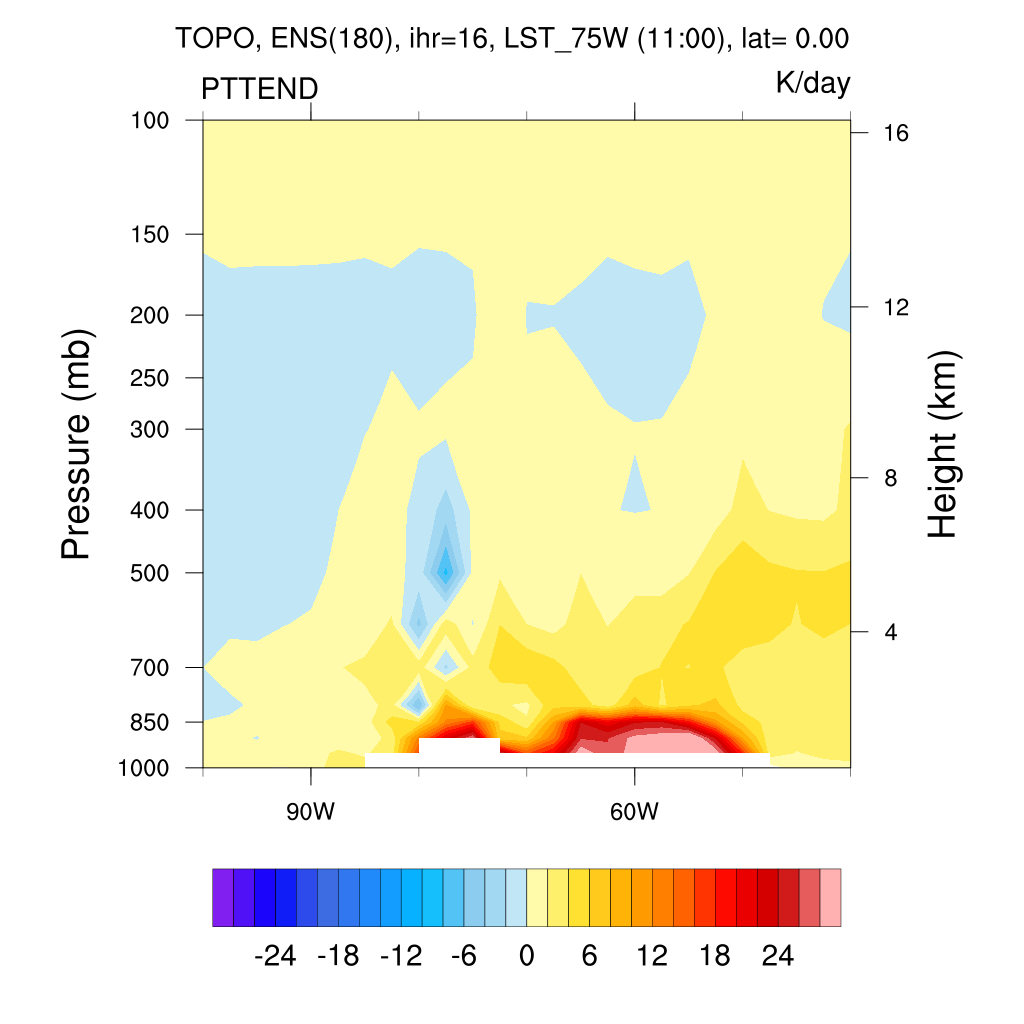 TOPO, ENS(180), ihr=16, LST_75W (11:00), lat= 0.00
PTTEND
K/day
100
150
200
250
300
400
500
700
850
1000
Pressure (mb)
16
12
8
4
Height (km)
90W
60W
-24 -18 -12 -6 0 6 12 18 24